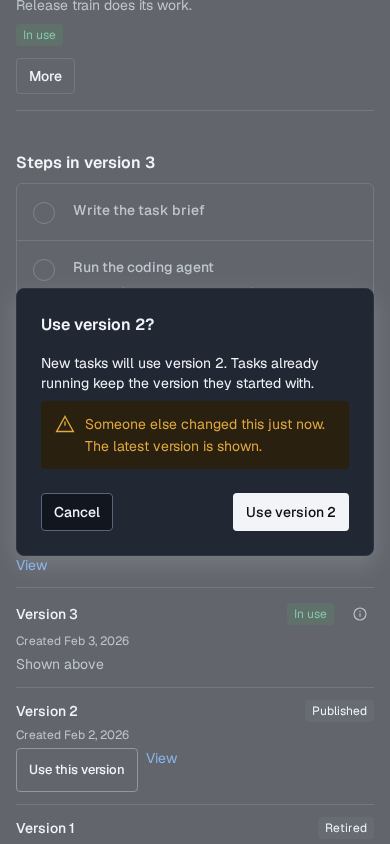 Release train does its work.
In use
More
Steps in version 3
Write the task brief
Run the coding agent
Use version 2?
New tasks will use version 2. Tasks already
running keep the version they started with.
Someone else changed this just now.
The latest version is shown.
Cancel
Use version 2
View
Version 3
In use
Created Feb 3, 2026
Shown above
Version 2
Published
Created Feb 2, 2026
Use this version
View
Version 1
Retired